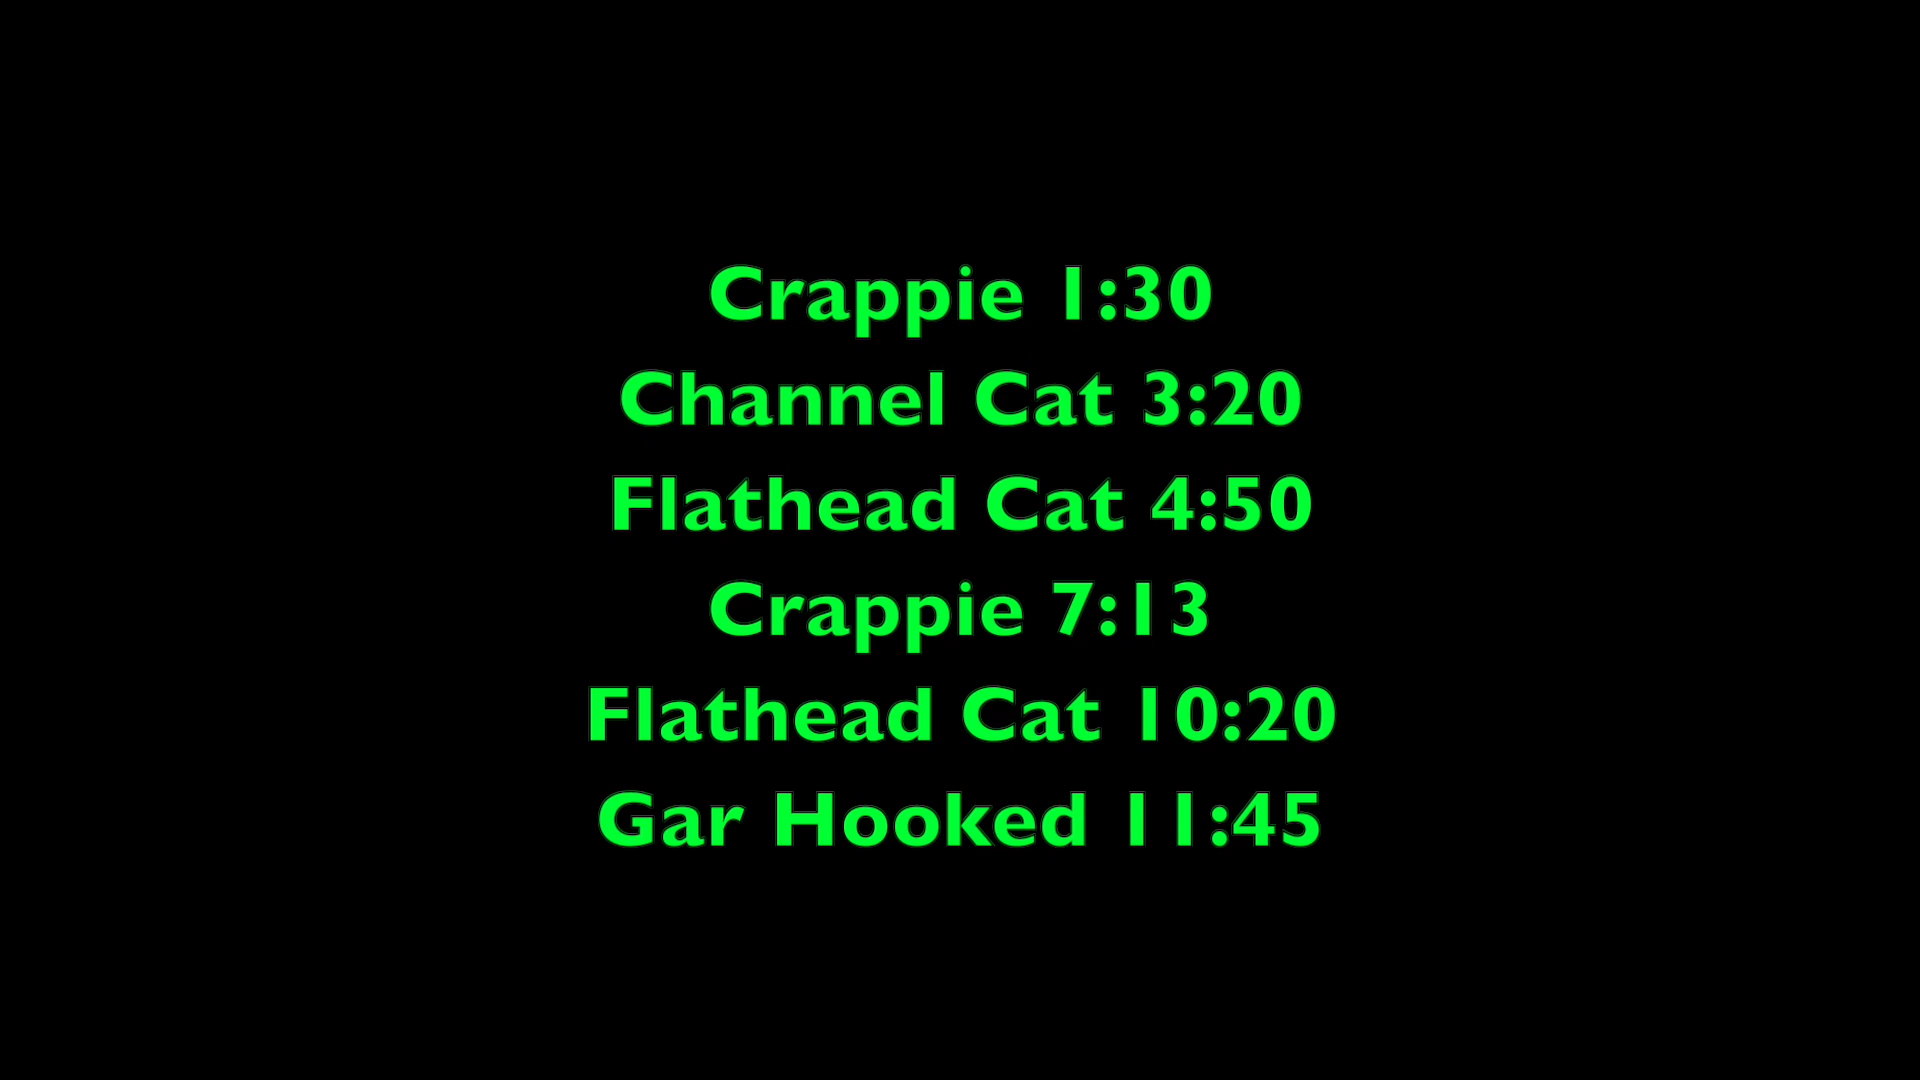 Crappie 1:30
Channel Cat 3:20
Flathead Cat 4:50
Crappie 7:13
Flathead Cat 10:20
Gar Hooked 11:45